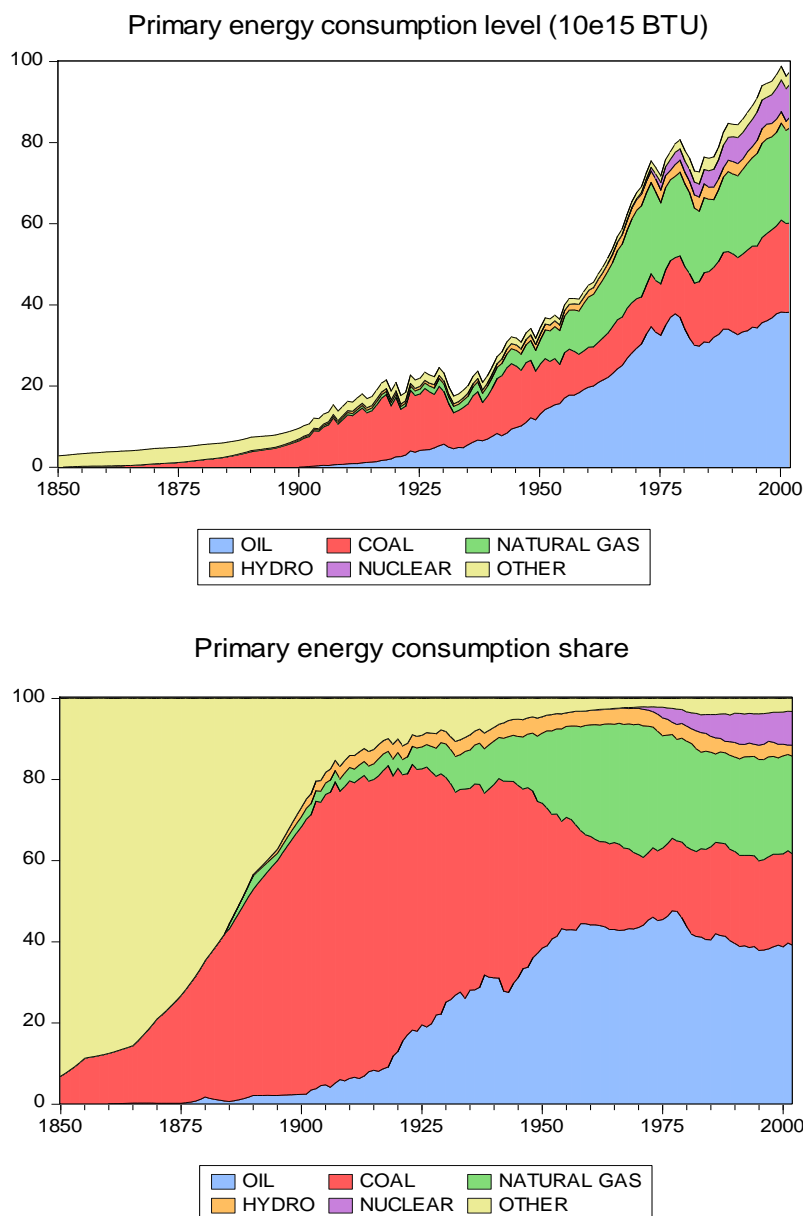 Primary energy consumption level (10e15 BTU)
100
80
60
40
20
0
1850 1875 1900 1925 1950 1975 2000
OIL COAL NATURAL GAS
HYDRO NUCLEAR OTHER
Primary energy consumption share
100
80
60
40
20
0
1850 1875 1900 1925 1950 1975 2000
OIL COAL NATURAL GAS
HYDRO NUCLEAR OTHER